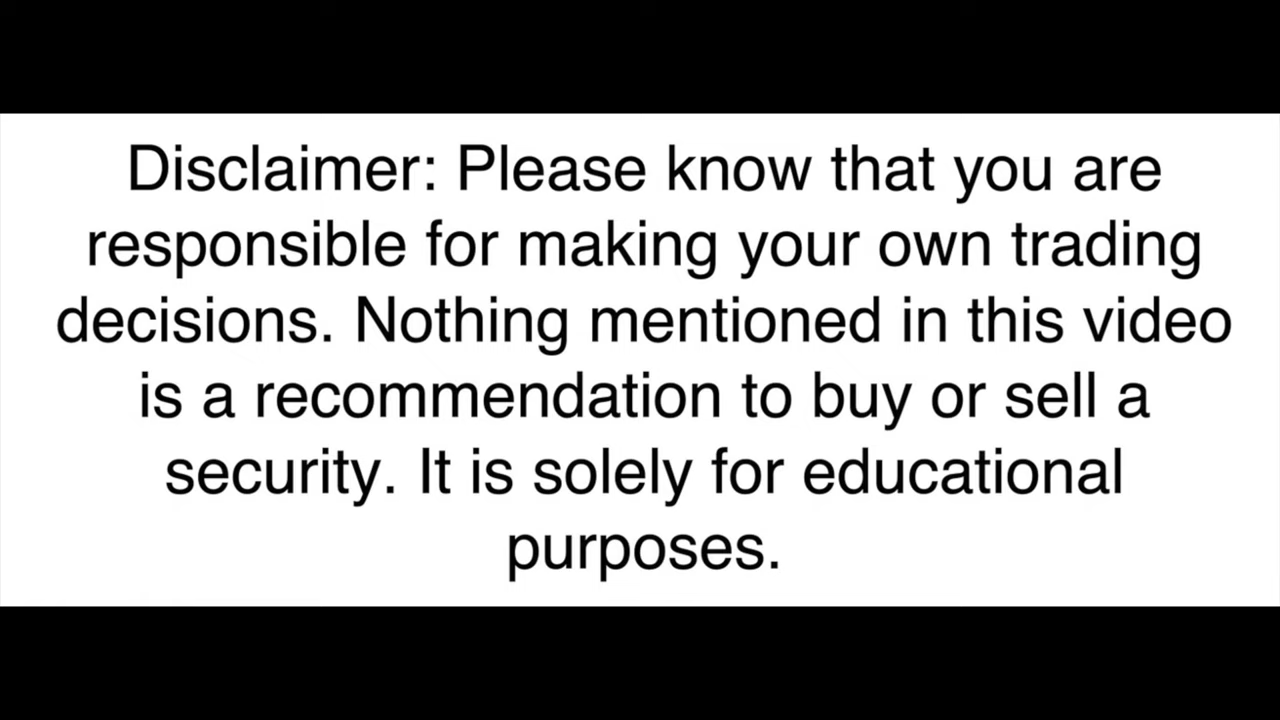 Disclaimer: Please know that you are
responsible for making your own trading
decisions. Nothing mentioned in this video
is a recommendation to buy or sell a
security. It is solely for educational
purposes.